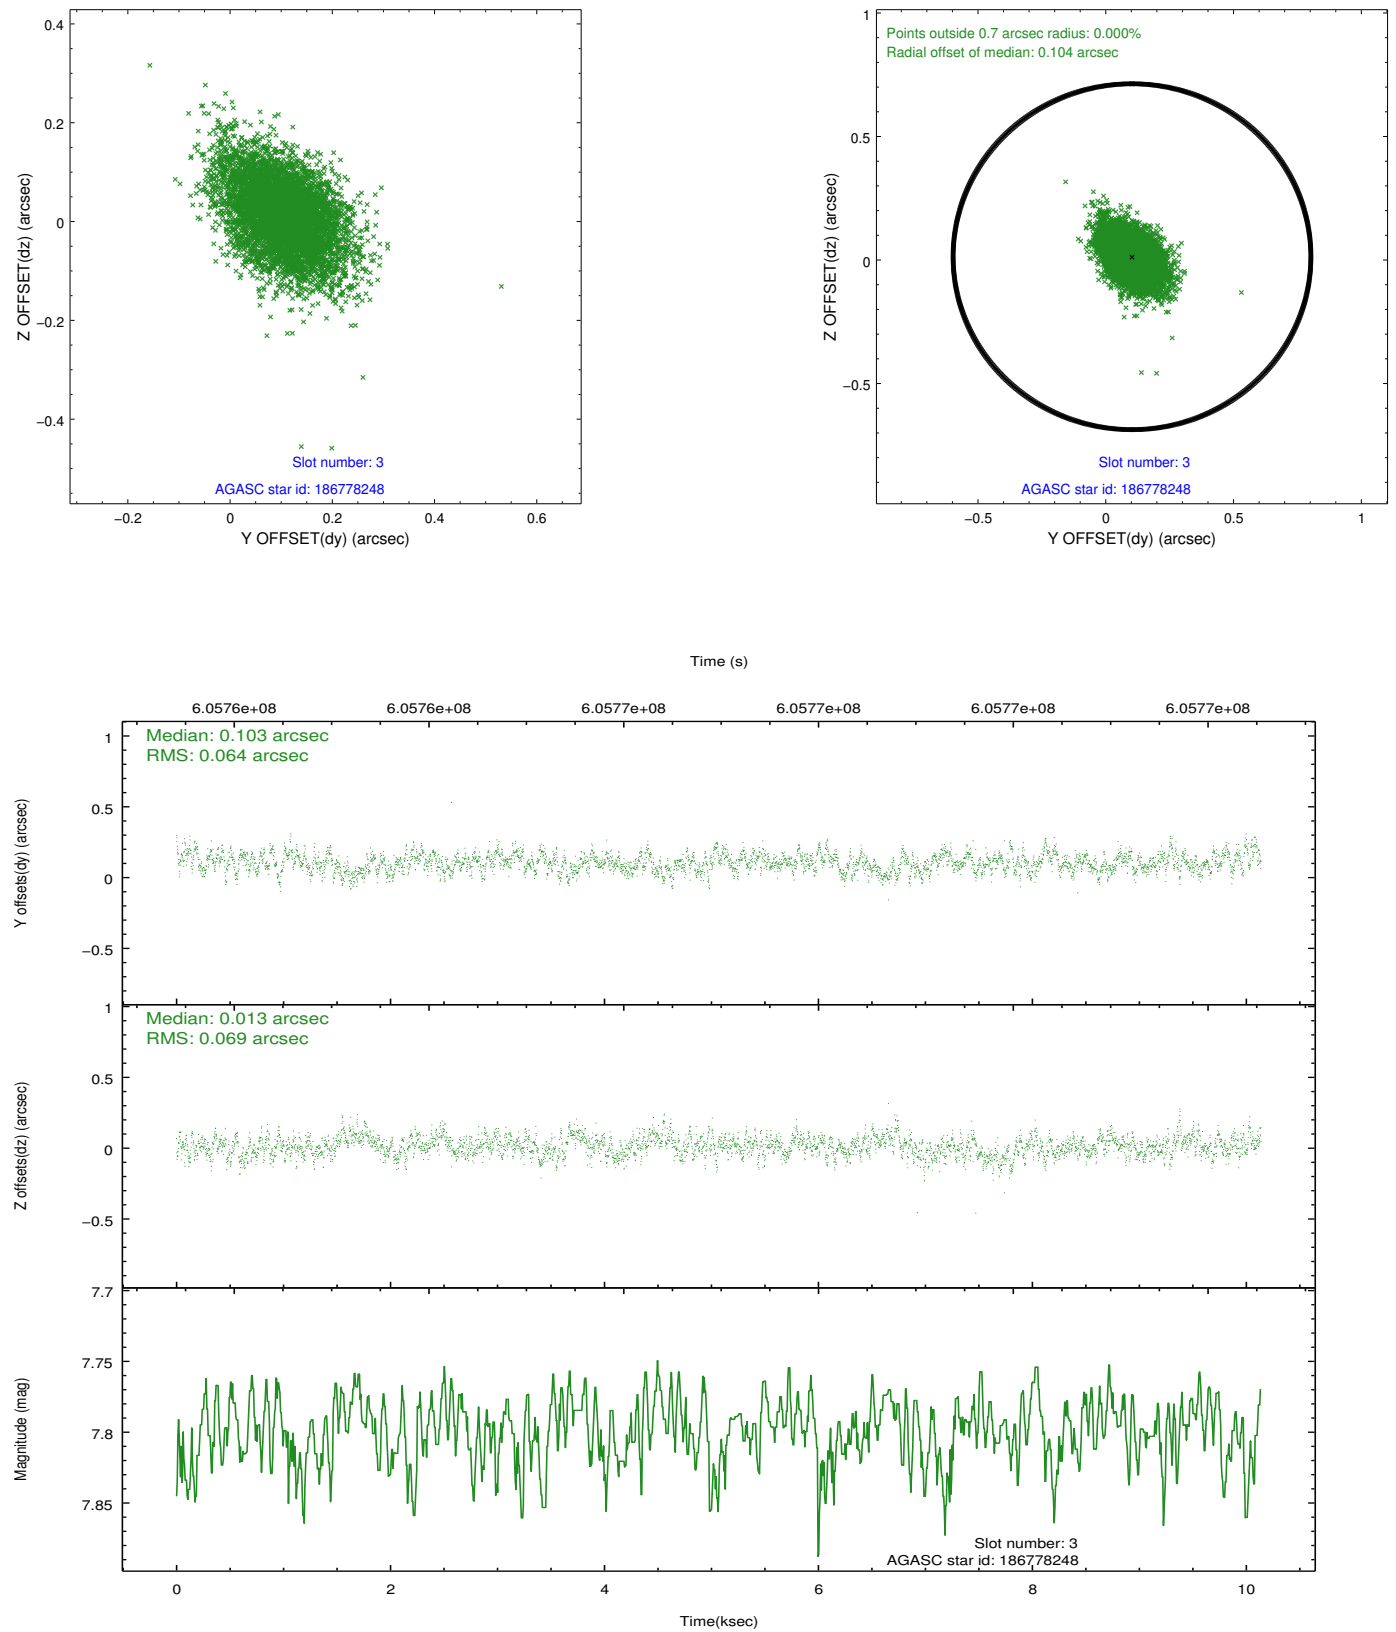 0.4
0.2
0
−0.2
−0.4
Z OFFSET(dz) (arcsec)
Slot number: 3
AGASC star id: 186778248
−0.2 0 0.2 0.4 0.6
Y OFFSET(dy) (arcsec)
Points outside 0.7 arcsec radius: 0.000%
Radial offset of median: 0.104 arcsec
1
0.5
0
−0.5
Z OFFSET(dz) (arcsec)
Slot number: 3
AGASC star id: 186778248
−0.5 0 0.5 1
Y OFFSET(dy) (arcsec)
Time (s)
6.0576e+08 6.0576e+08 6.0577e+08 6.0577e+08 6.0577e+08 6.0577e+08
Median: 0.103 arcsec
RMS: 0.064 arcsec
1
0.5
0
−0.5
Y offsets(dy) (arcsec)
Median: 0.013 arcsec
RMS: 0.069 arcsec
1
0.5
0
−0.5
Z offsets(dz) (arcsec)
7.7
7.75
7.8
7.85
Magnitude (mag)
Slot number: 3
AGASC star id: 186778248
0 2 4 6 8 10
Time(ksec)